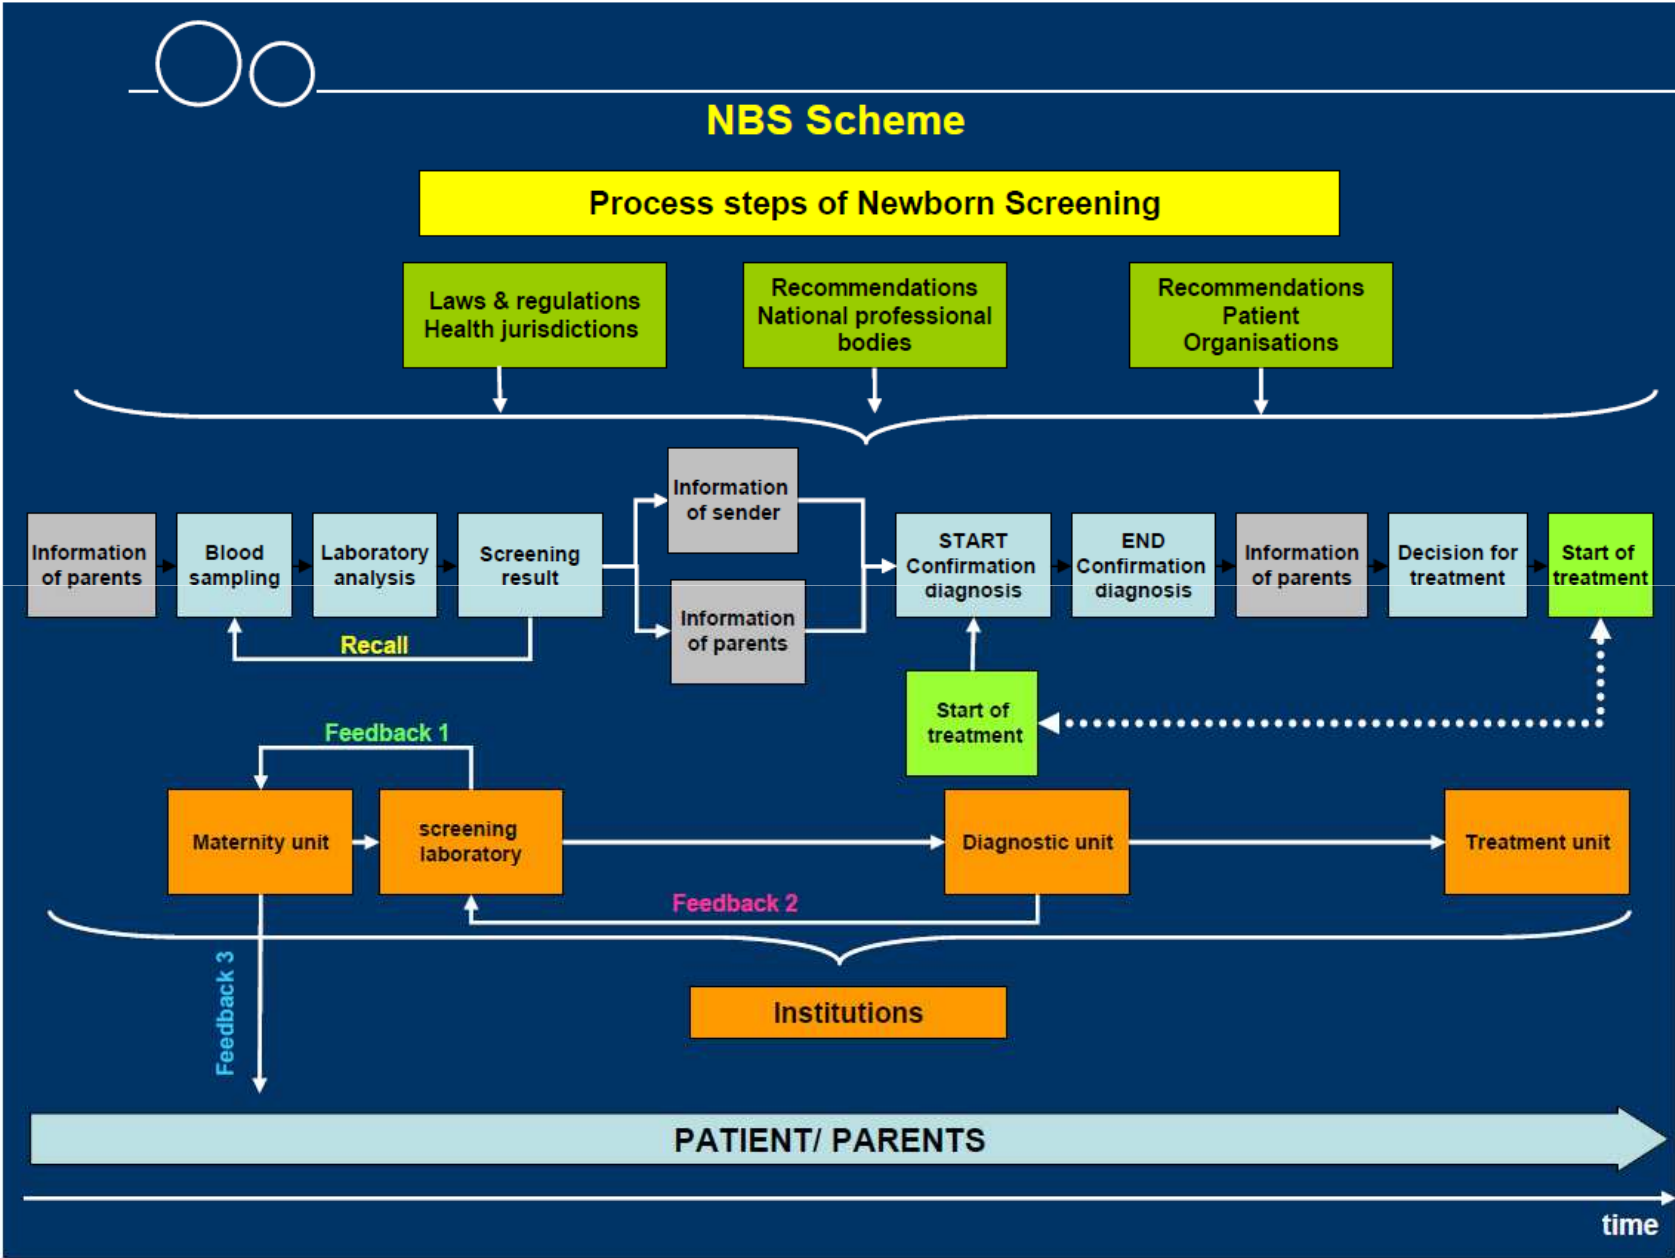 NBS Scheme
Process steps of Newborn Screening
Laws & regulations
Health jurisdictions
Recommendations
National professional
bodies
Recommendations
Patient
Organisations
Information
of parents
Blood
sampling
Laboratory
analysis
Screening
result
Information
of sender
Information
of parents
START
Confirmation
diagnosis
END
Confirmation
diagnosis
Information
of parents
Decision for
treatment
Start of
treatment
Recall
Start of
treatment
Feedback 1
Maternity unit
screening
laboratory
Diagnostic unit
Treatment unit
Feedback 2
Feedback 3
Institutions
PATIENT/ PARENTS
time